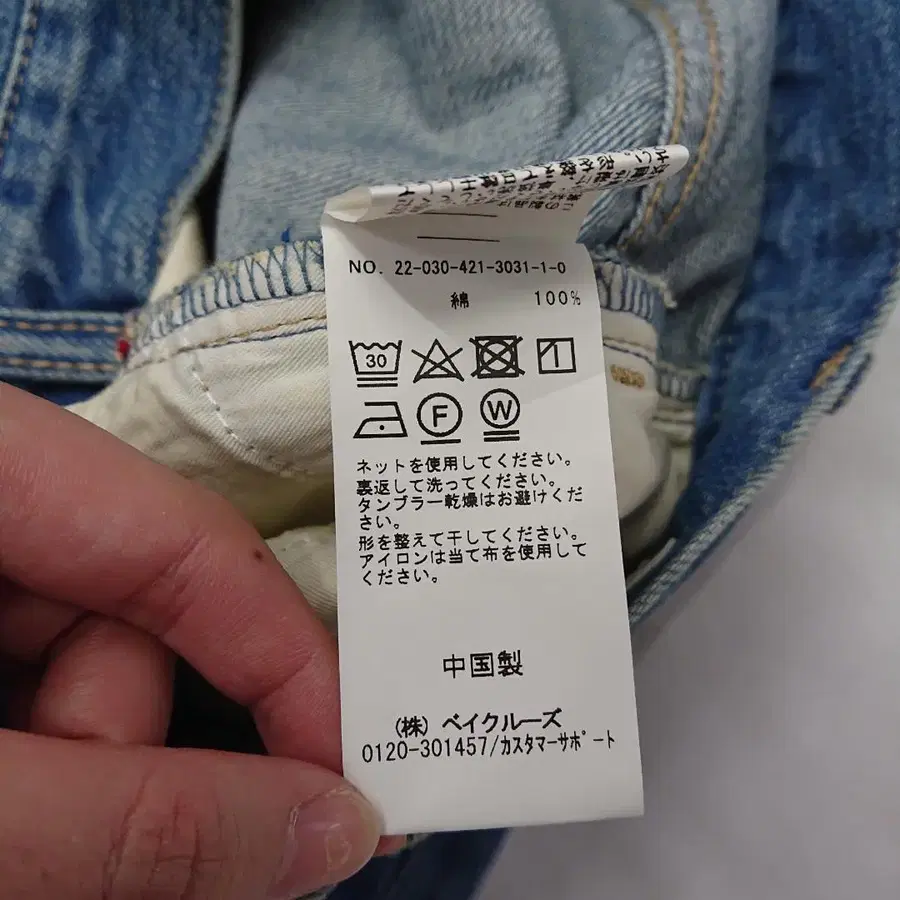 NO. 22-030-421-3031-1-0
綿 100%
30
F W
ネットを使用してください。
裏返して洗ってください。
タンブラー乾燥はお避けくだ
さい。
形を整えて干してください。
アイロンは当て布を使用して
ください。
中国製
(株) ベイクルーズ
0120-301457/カスタマーサポート